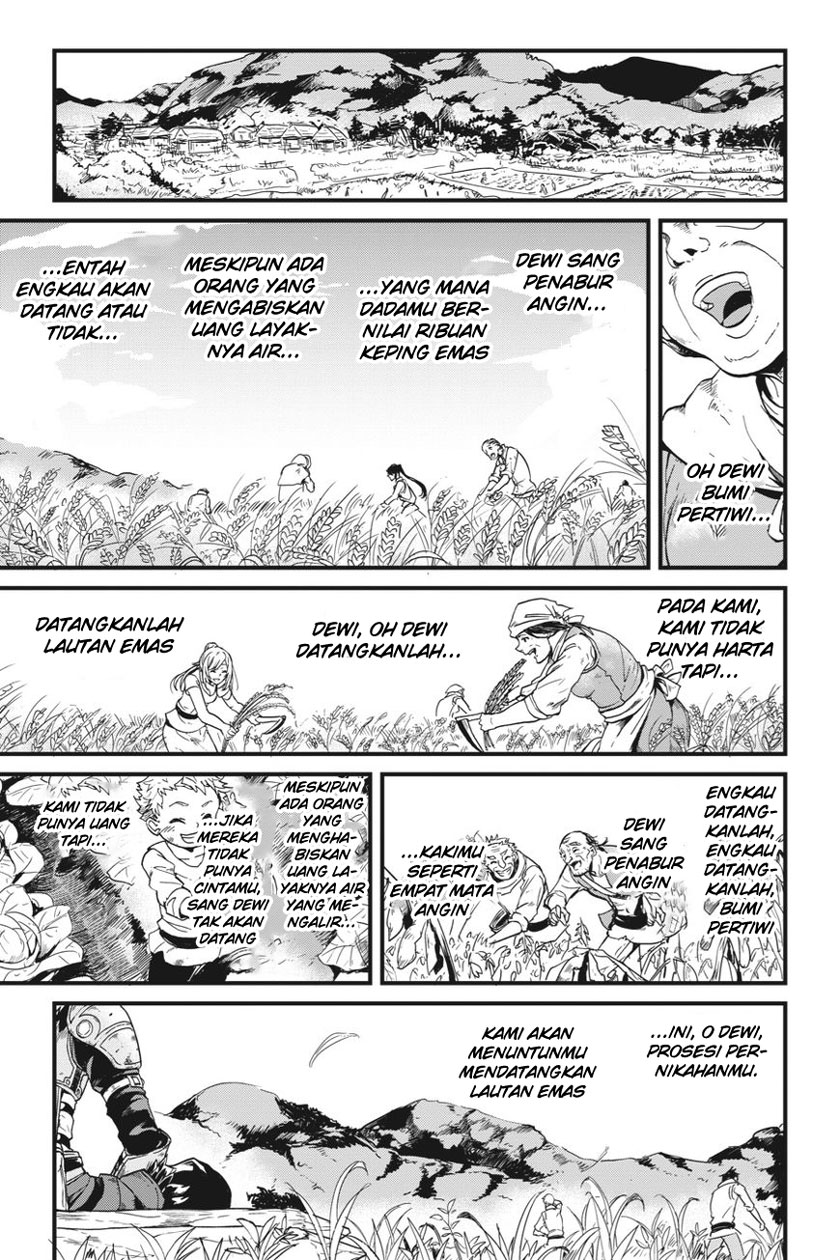 OH DEWI
BUMI
PERTIWI...
DEWI SANG
PENABUR
ANGIN...
...YANG MANA
DADAMU BER-
NILAI RIBUAN
KEPING EMAS
MESKIPUN ADA
ORANG YANG
MENGABISKAN
UANG LAYAK-
NYA AIR...
...ENTAH
ENGKAU AKAN
DATANG ATAU
TIDAK...
PADA KAMI,
KAMI TIDAK
PUNYA HARTA
TAPI...
DEWI, OH DEWI
DATANGKANLAH...
DATANGKANLAH
LAUTAN EMAS
ENGKAU
DATANG-
KANLAH,
ENGKAU
DATANG-
KANLAH,
BUMI
PERTIWI
DEWI
SANG
PENABUR
ANGIN
...KAKIMU
SEPERTI
EMPAT MATA
ANGIN
MESKIPUN
ADA ORANG
YANG
MENGHA-
BISKAN
UANG LA-
YAKNYA AIR
YANG ME-
NGALIR...
...JIKA
MEREKA
TIDAK
PUNYA
CINTAMU,
SANG DEWI
TAK AKAN
DATANG
KAMI TIDAK
PUNYA UANG
TAPI...
...INI, O DEWI,
PROSESI PER-
NIKAHANMU.
KAMI AKAN
MENUNTUNMU
MENDATANGKAN
LAUTAN EMAS